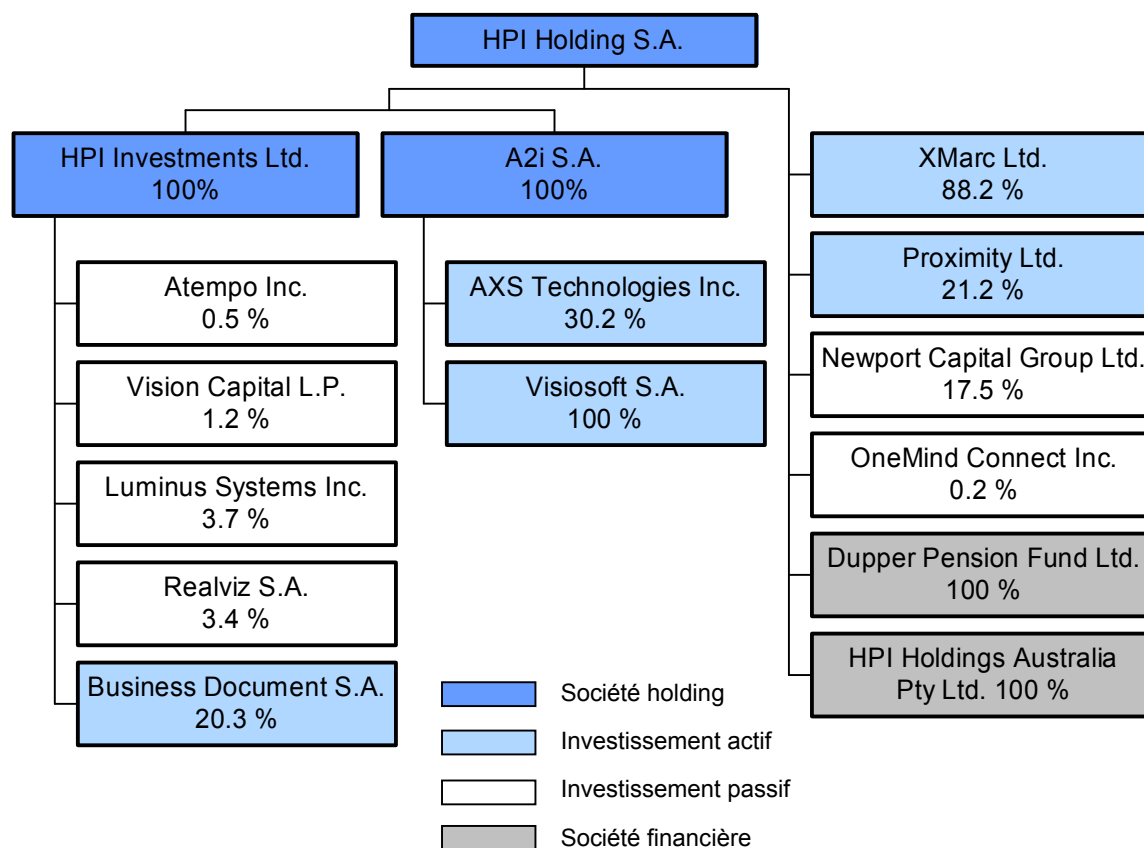 HPI Holding S.A.
HPI Investments Ltd.
100%
A2i S.A.
100%
Atempo Inc.
0.5 %
Vision Capital L.P.
1.2 %
Luminus Systems Inc.
3.7 %
Realviz S.A.
3.4 %
Business Document S.A.
20.3 %
AXS Technologies Inc.
30.2 %
Visiosoft S.A.
100 %
XMarc Ltd.
88.2 %
Proximity Ltd.
21.2 %
Newport Capital Group Ltd.
17.5 %
OneMind Connect Inc.
0.2 %
Dupper Pension Fund Ltd.
100 %
HPI Holdings Australia
Pty Ltd. 100 %
Société holding
Investissement actif
Investissement passif
Société financière